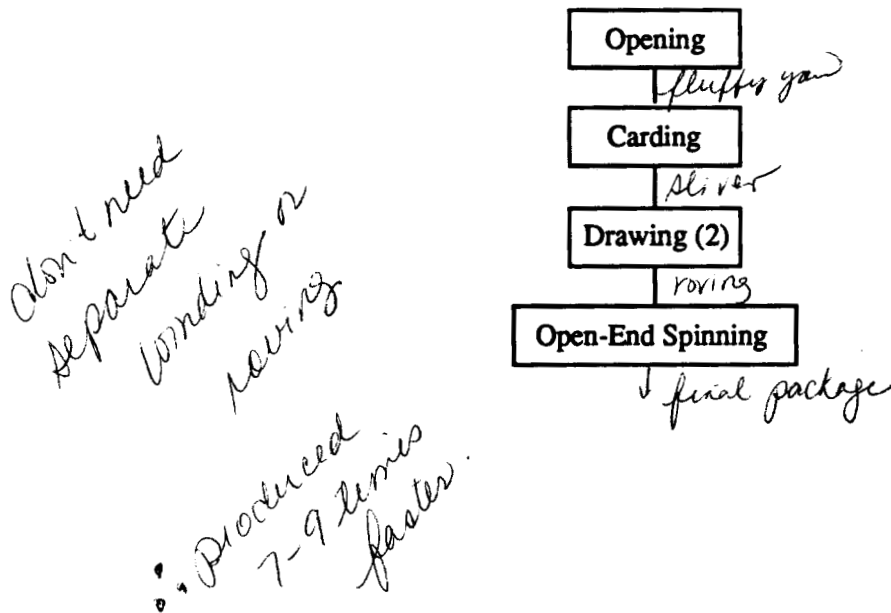 Opening
fluffy yarn
Carding
sliver
Drawing (2)
roving
Open-End Spinning
final package
don't need
separate
winding or
roving
∴ produced
7-9 times
faster.